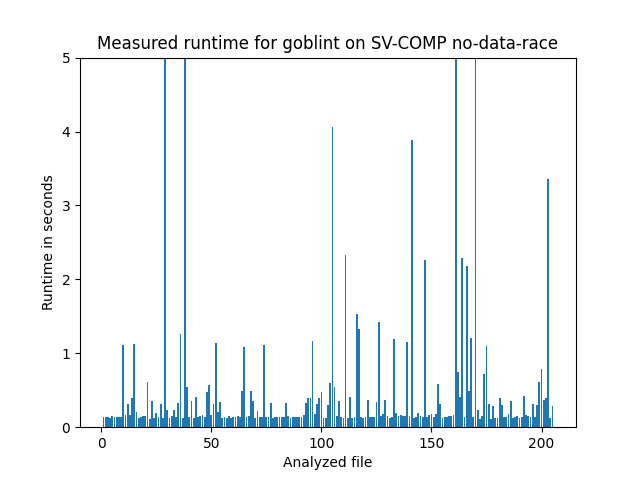 Measured runtime for goblint on SV-COMP no-data-race
5
4
3
2
1
0
Runtime in seconds
0 50 100 150 200
Analyzed file